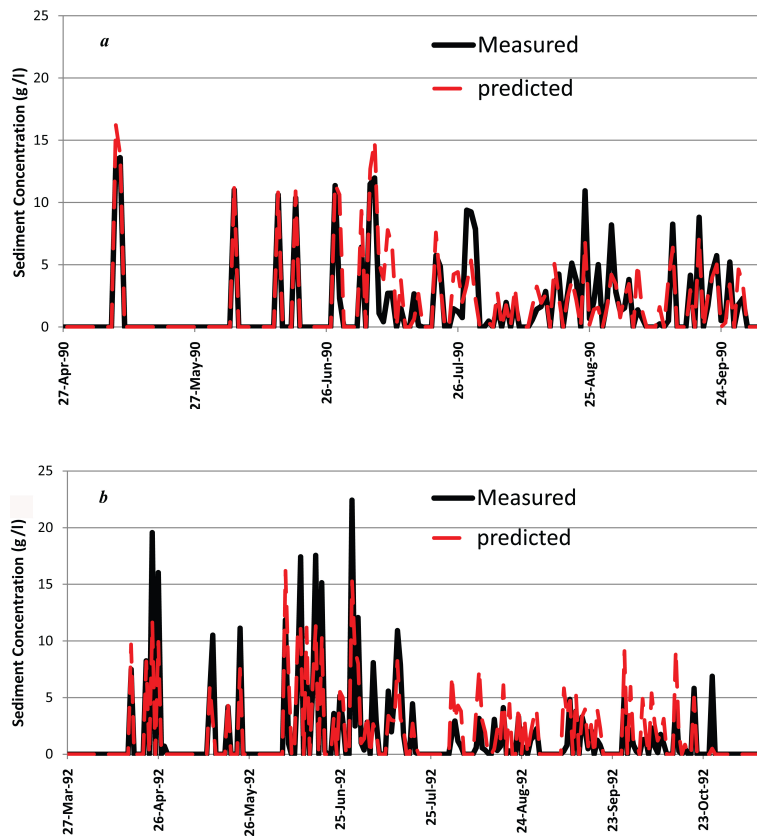 25
20
15
10
5
0
Sediment Concentration (g/l)
a
Measured
predicted
27-Apr-90
27-May-90
26-Jun-90
26-Jul-90
25-Aug-90
24-Sep-90
25
20
15
10
5
0
Sediment Concentration (g/l)
b
Measured
predicted
27-Mar-92
26-Apr-92
26-May-92
25-Jun-92
25-Jul-92
24-Aug-92
23-Sep-92
23-Oct-92